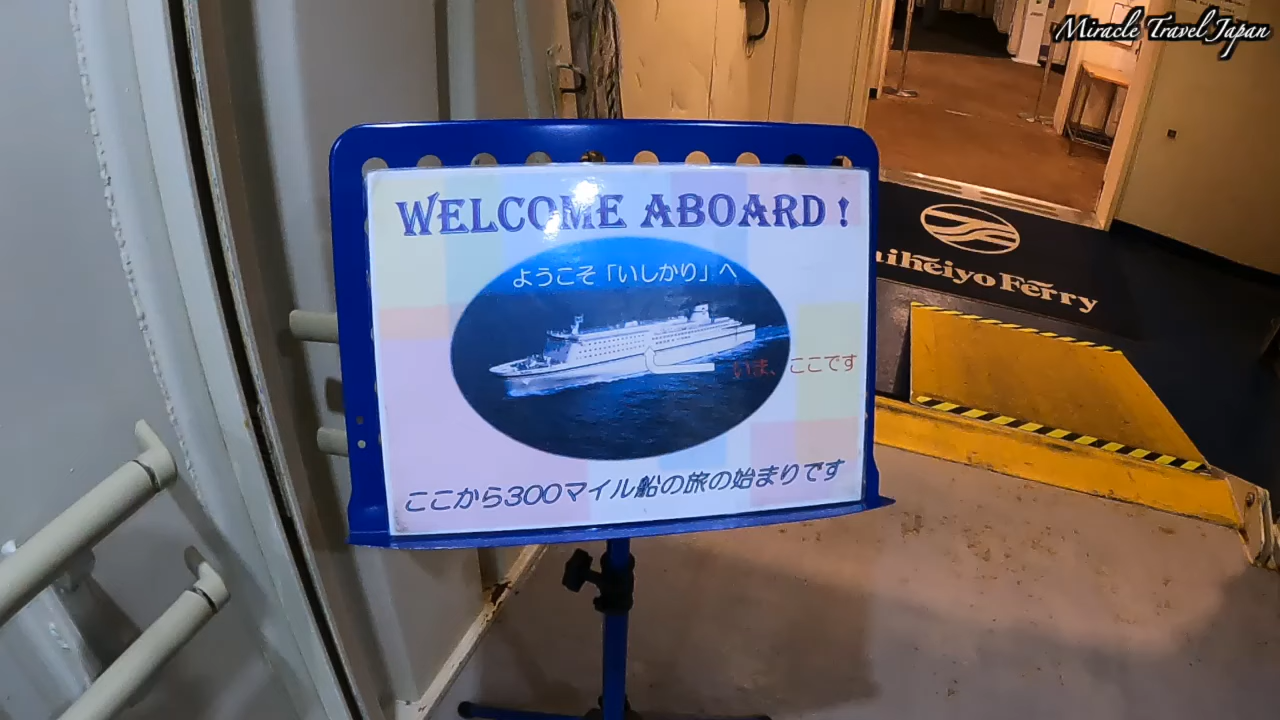 Miracle Travel Japan
WELCOME ABOARD !
ようこそ「いしかり」へ
いま、ここです
ここから300マイル船の旅の始まりです
aiheiyo Ferry